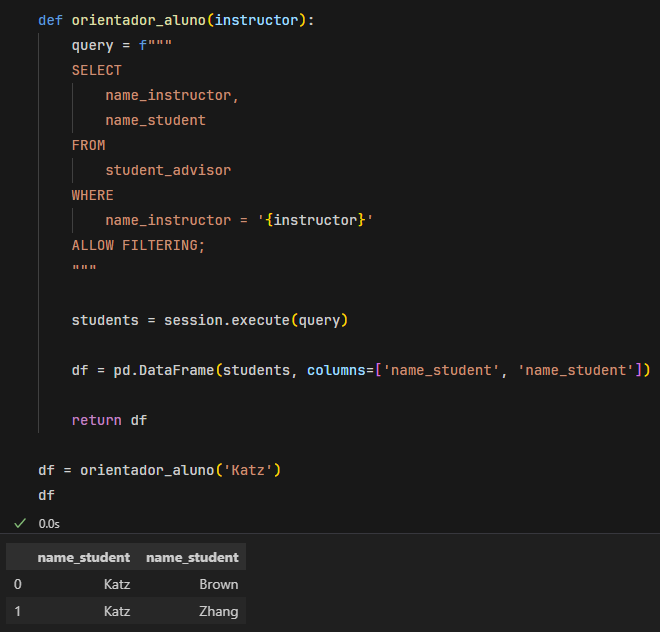 def orientador_aluno(instructor):
query = f"""
SELECT
name_instructor,
name_student
FROM
student_advisor
WHERE
name_instructor = '{instructor}'
ALLOW FILTERING;
"""
students = session.execute(query)
df = pd.DataFrame(students, columns=['name_student', 'name_student'])
return df
df = orientador_aluno('Katz')
df
0.0s
name_student name_student
0 Katz Brown
1 Katz Zhang